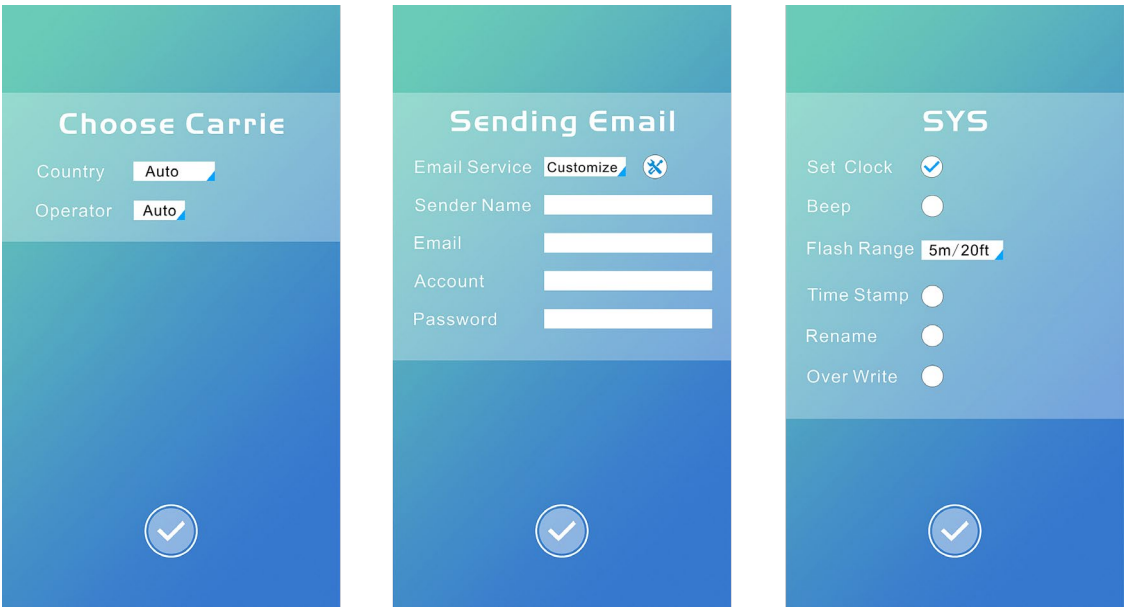 Choose Carrie
Country Auto
Operator Auto
Sending Email
Email Service Customize
Sender Name
Email
Account
Password
SYS
Set Clock
Beep
Flash Range 5m/20ft
Time Stamp
Rename
Over Write